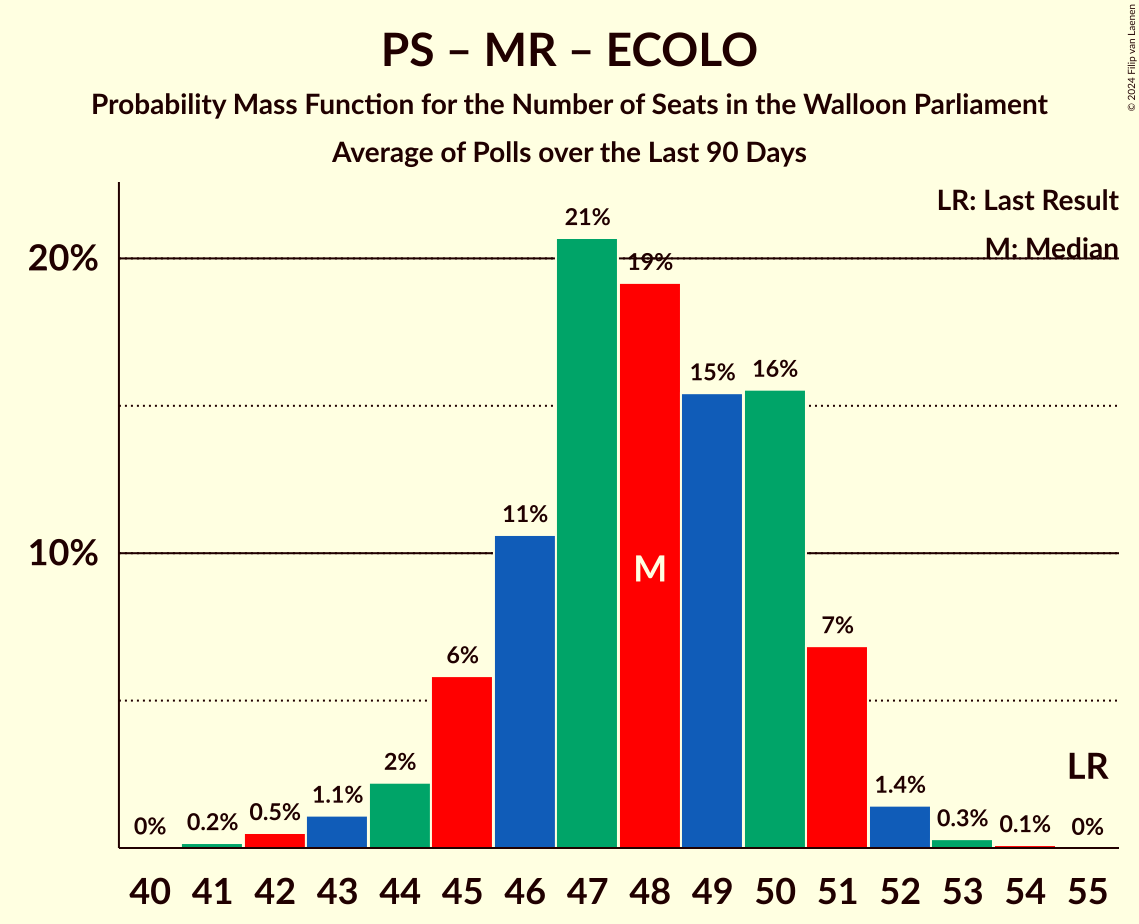 PS – MR – ECOLO
Probability Mass Function for the Number of Seats in the Walloon Parliament
Average of Polls over the Last 90 Days
© 2024 Filip van Laenen
LR: Last Result
M: Median
20%
10%
0%
0.2%
0.5%
1.1%
2%
6%
11%
21%
19%
15%
16%
7%
1.4%
0.3%
0.1%
0%
M
LR
40 41 42 43 44 45 46 47 48 49 50 51 52 53 54 55